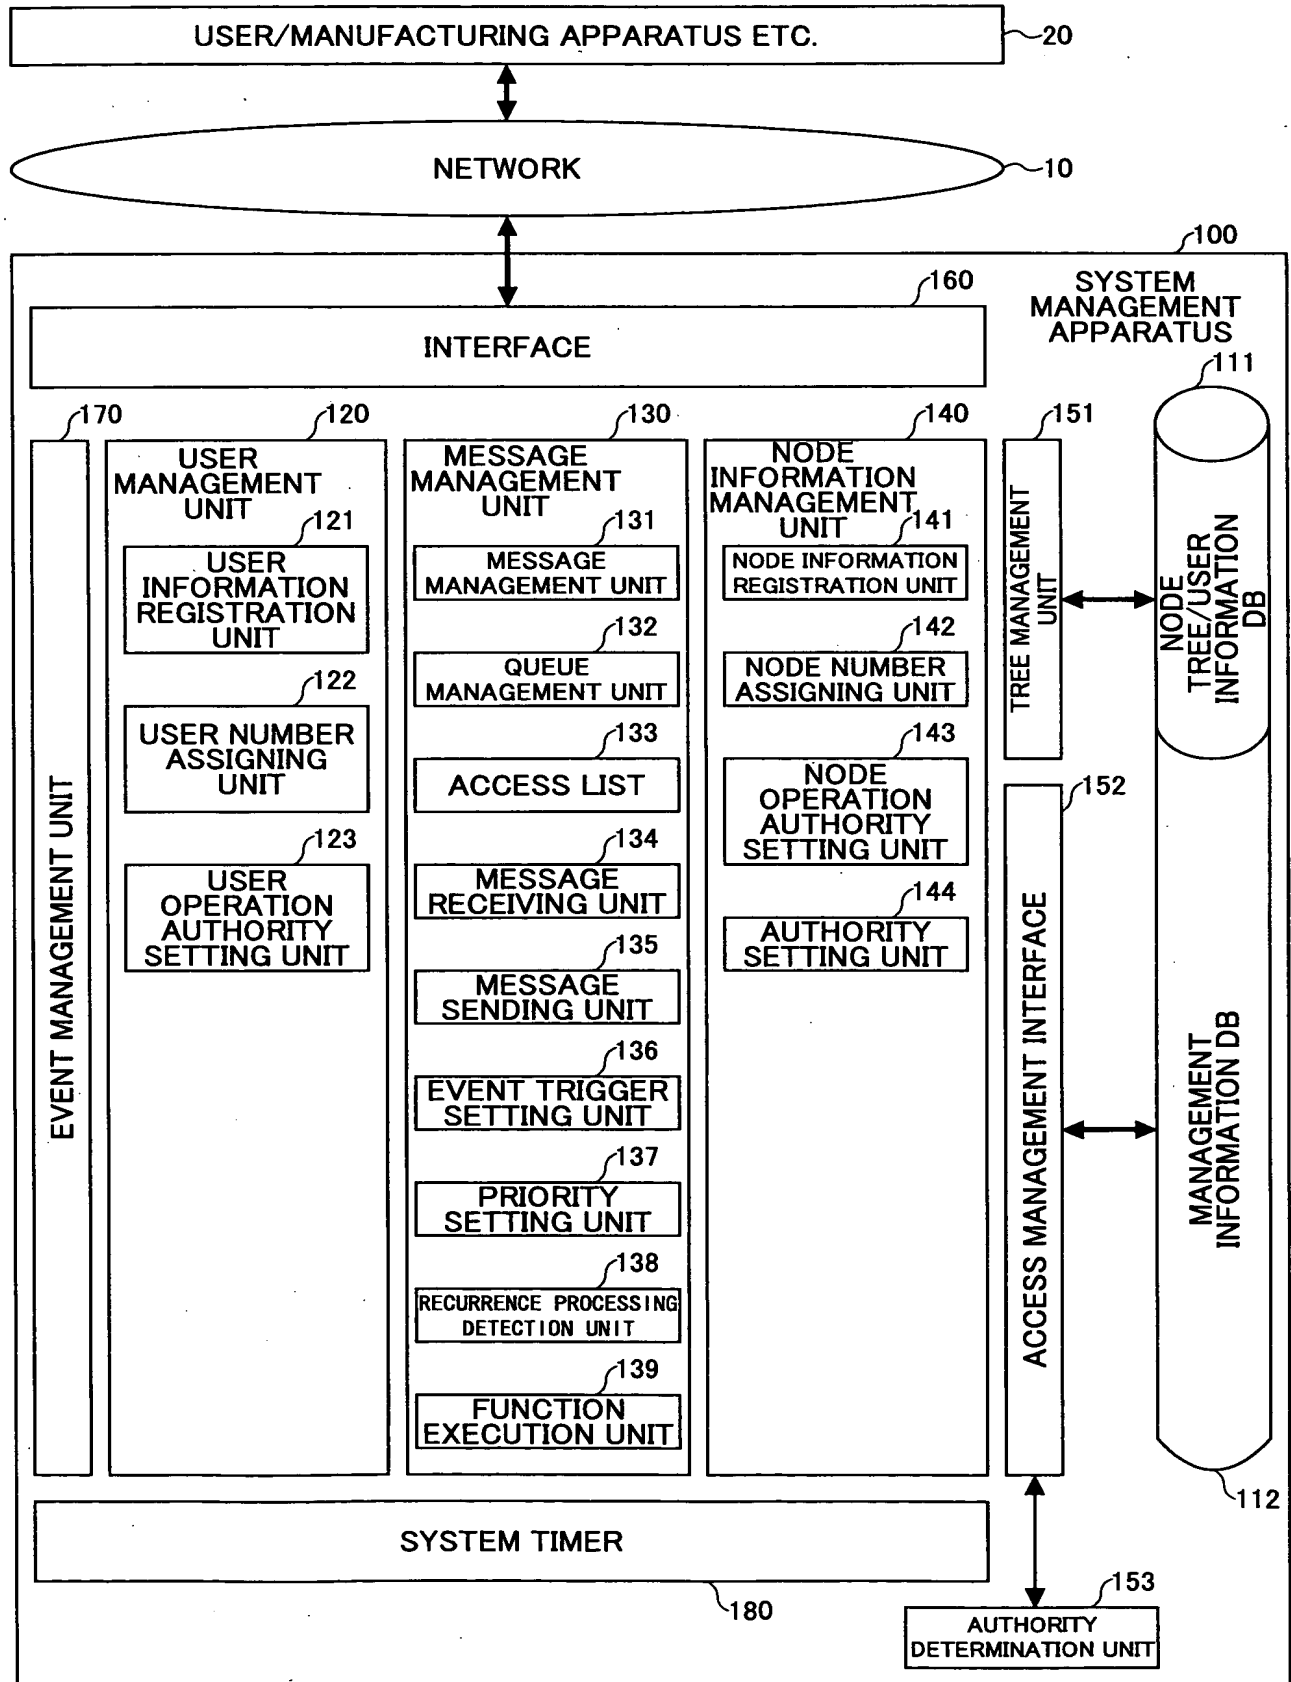 USER/MANUFACTURING APPARATUS ETC.
20
NETWORK
10
100
SYSTEM
MANAGEMENT
APPARATUS
160
INTERFACE
111
170
120
130
140
151
EVENT MANAGEMENT UNIT
USER
MANAGEMENT
UNIT
121
USER
INFORMATION
REGISTRATION
UNIT
122
USER NUMBER
ASSIGNING
UNIT
123
USER
OPERATION
AUTHORITY
SETTING UNIT
MESSAGE
MANAGEMENT
UNIT
131
MESSAGE
MANAGEMENT UNIT
132
QUEUE
MANAGEMENT UNIT
133
ACCESS LIST
134
MESSAGE
RECEIVING UNIT
135
MESSAGE
SENDING UNIT
136
EVENT TRIGGER
SETTING UNIT
137
PRIORITY
SETTING UNIT
138
RECURRENCE PROCESSING
DETECTION UNIT
139
FUNCTION
EXECUTION UNIT
NODE
INFORMATION
MANAGEMENT
UNIT
141
NODE INFORMATION
REGISTRATION UNIT
142
NODE NUMBER
ASSIGNING UNIT
143
NODE
OPERATION
AUTHORITY
SETTING UNIT
144
AUTHORITY
SETTING UNIT
TREE MANAGEMENT
UNIT
NODE
TREE/USER
INFORMATION
DB
152
ACCESS MANAGEMENT INTERFACE
MANAGEMENT
INFORMATION DB
112
SYSTEM TIMER
180
153
AUTHORITY
DETERMINATION UNIT